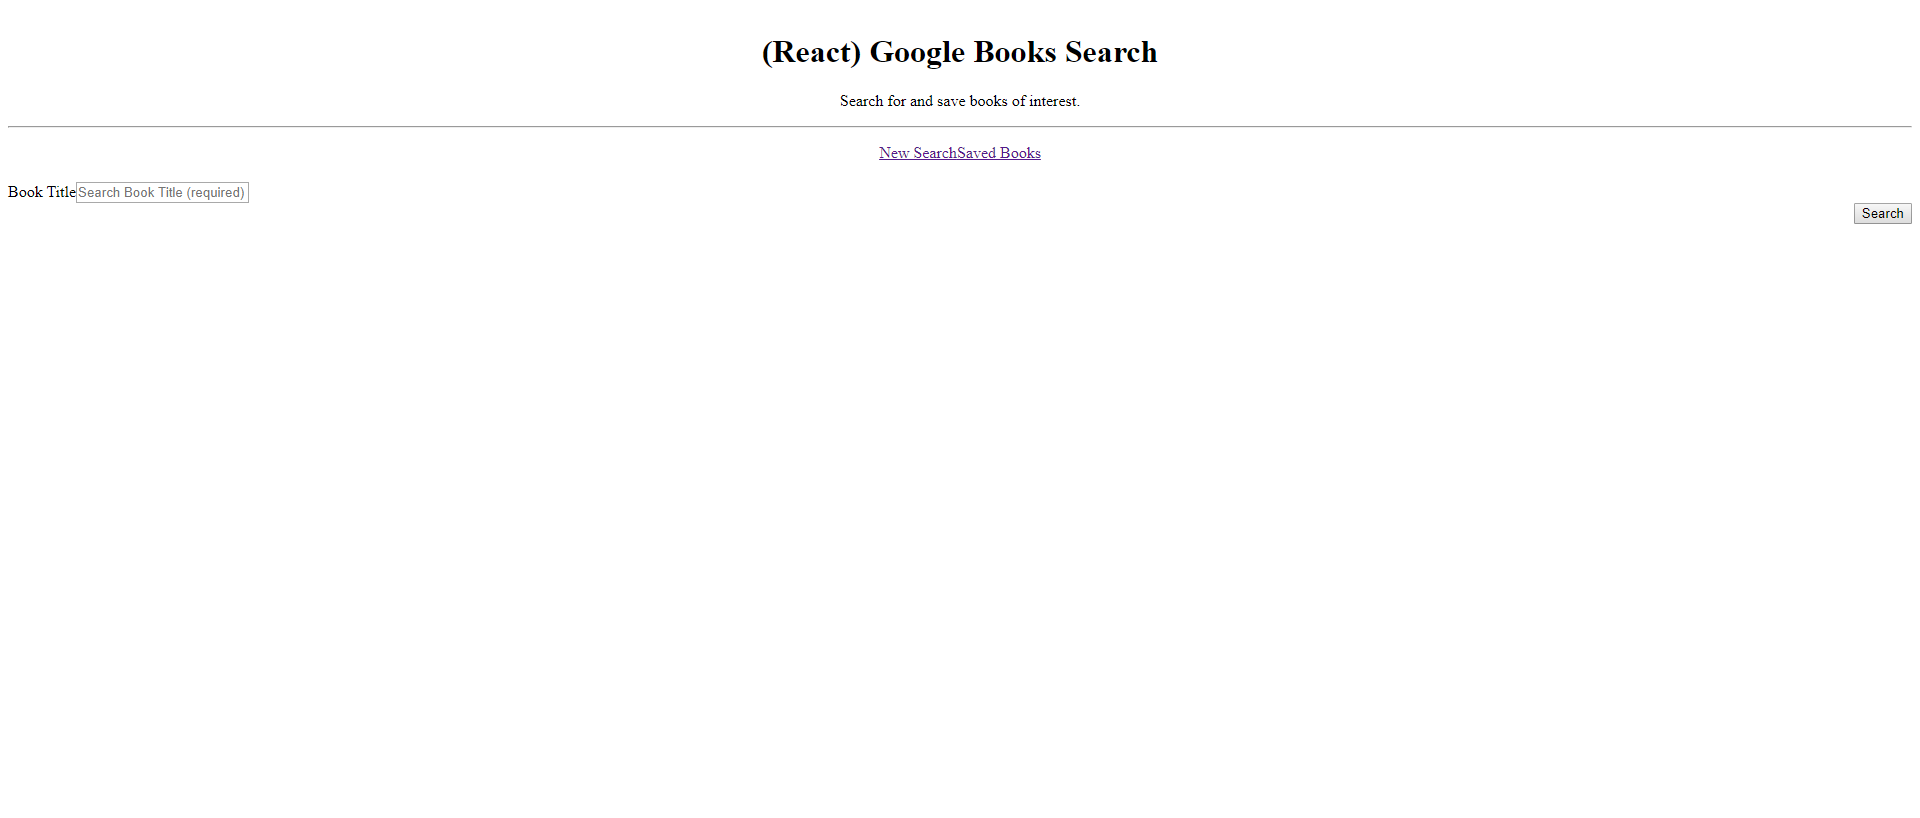 (React) Google Books Search
Search for and save books of interest.
New SearchSaved Books
Book Title Search Book Title (required)
Search